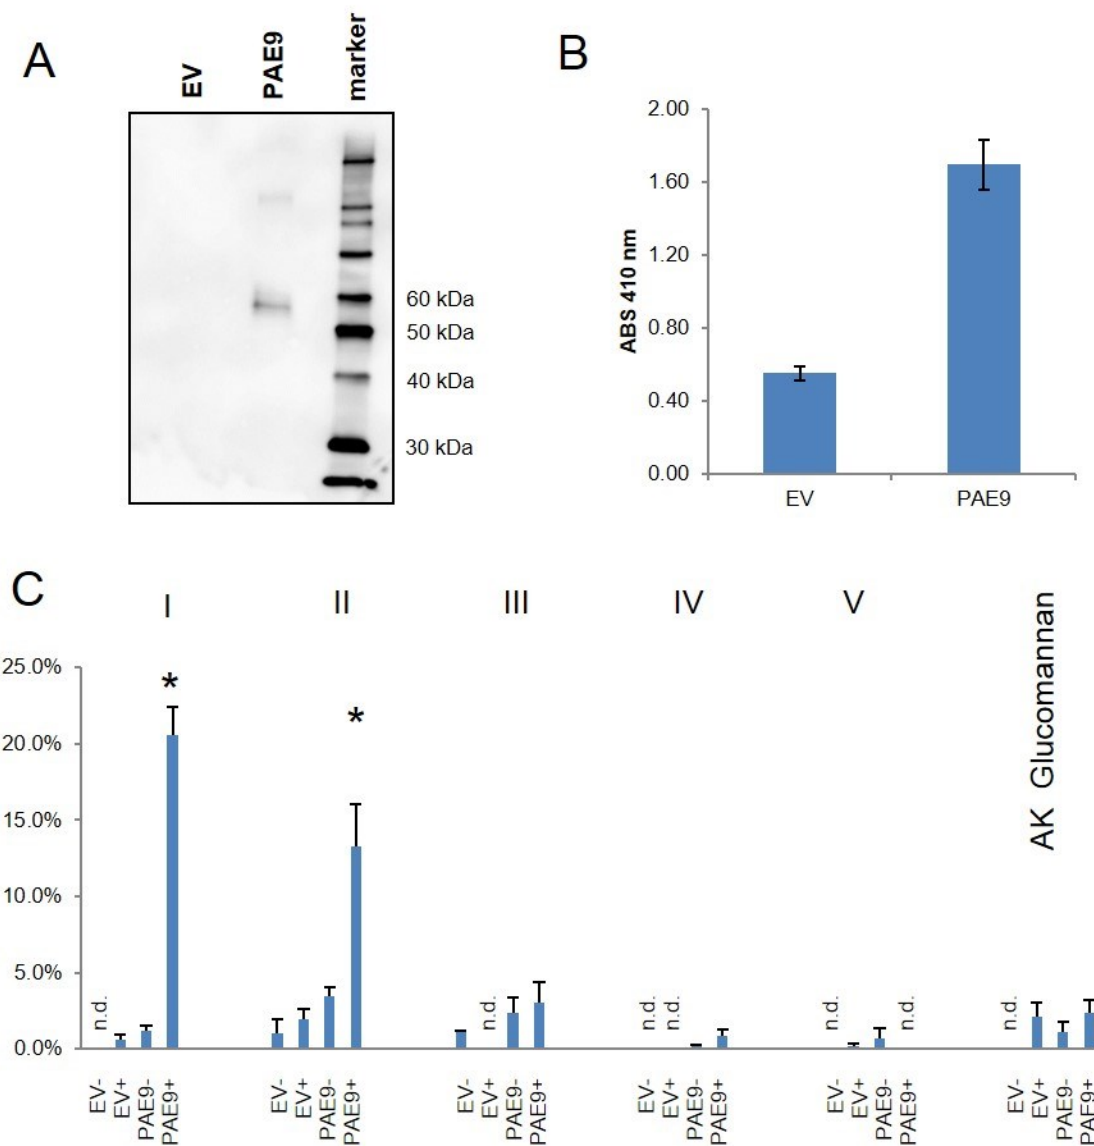 A
EV
PAE9
marker
60 kDa
50 kDa
40 kDa
30 kDa
B
ABS 410 nm
2.00
1.60
1.20
0.80
0.40
0.00
EV
PAE9
C
I
II
III
IV
V
AK Glucomannan
25.0%
20.0%
15.0%
10.0%
5.0%
0.0%
*
*
n.d.
n.d.
n.d.
n.d.
n.d.
n.d.
n.d.
EV-
EV+
PAE9-
PAE9+
EV-
EV+
PAE9-
PAE9+
EV-
EV+
PAE9-
PAE9+
EV-
EV+
PAE9-
PAE9+
EV-
EV+
PAE9-
PAE9+
EV-
EV+
PAE9-
PAE9+